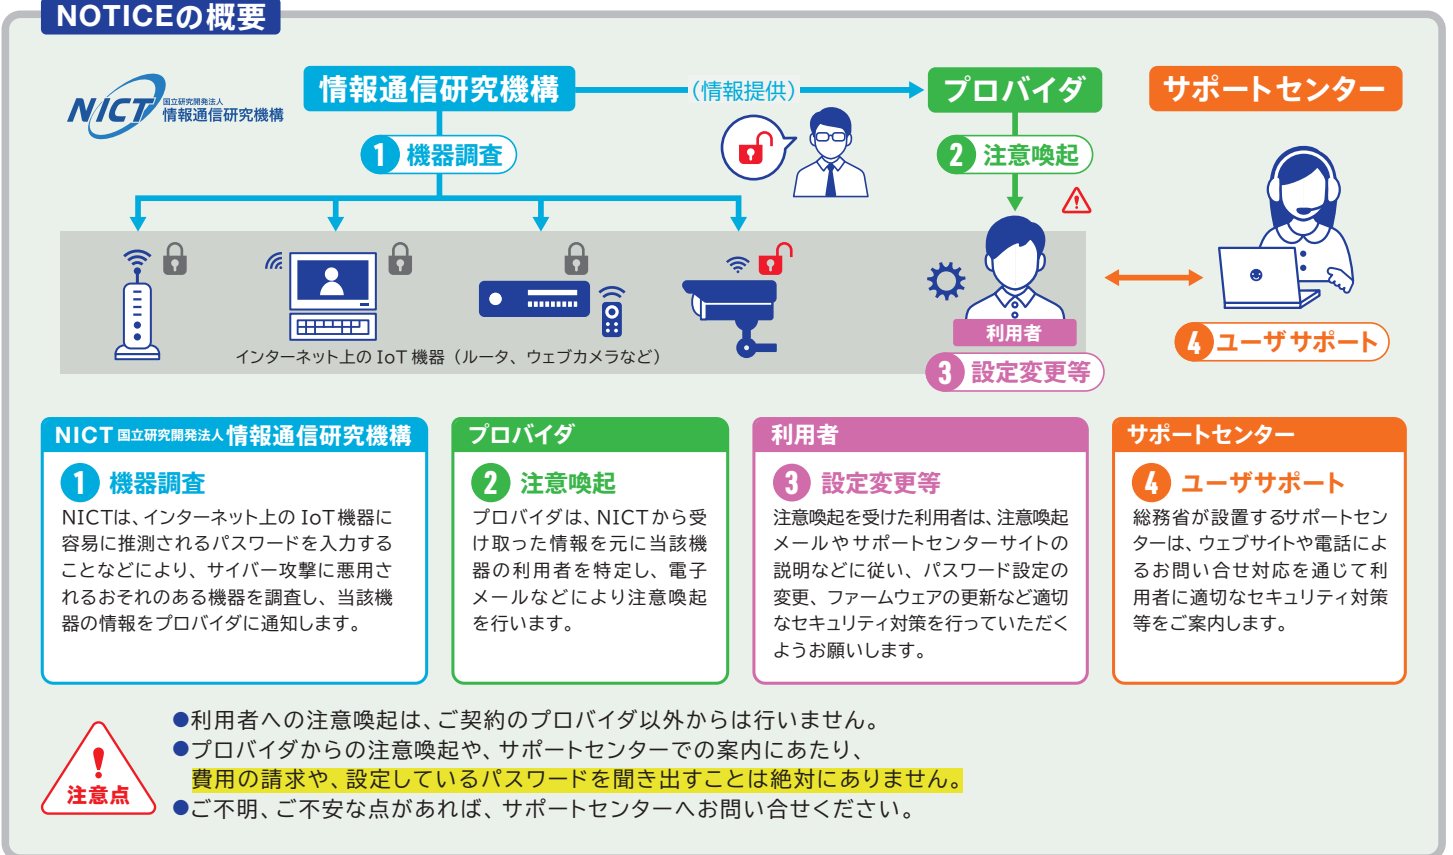 NOTICEの概要
NICT 国立研究開発法人
情報通信研究機構
情報通信研究機構
（情報提供）
プロバイダ
サポートセンター
1 機器調査
2 注意喚起
利用者
インターネット上の IoT 機器（ルータ、ウェブカメラなど）
3 設定変更等
4 ユーザサポート
NICT 国立研究開発法人 情報通信研究機構
1 機器調査
NICTは、インターネット上の IoT機器に
容易に推測されるパスワードを入力する
ことなどにより、サイバー攻撃に悪用さ
れるおそれのある機器を調査し、当該機
器の情報をプロバイダに通知します。
プロバイダ
2 注意喚起
プロバイダは、NICTから受
け取った情報を元に当該機
器の利用者を特定し、電子
メールなどにより注意喚起
を行います。
利用者
3 設定変更等
注意喚起を受けた利用者は、注意喚起
メールやサポートセンターサイトの
説明などに従い、パスワード設定の
変更、ファームウェアの更新など適切
なセキュリティ対策を行っていただく
ようお願いします。
サポートセンター
4 ユーザサポート
総務省が設置するサポートセン
ターは、ウェブサイトや電話によ
るお問い合せ対応を通じて利
用者に適切なセキュリティ対策
等をご案内します。
注意点
●利用者への注意喚起は、ご契約のプロバイダ以外からは行いません。
●プロバイダからの注意喚起や、サポートセンターでの案内にあたり、
費用の請求や、設定しているパスワードを聞き出すことは絶対にありません。
●ご不明、ご不安な点があれば、サポートセンターへお問い合せください。